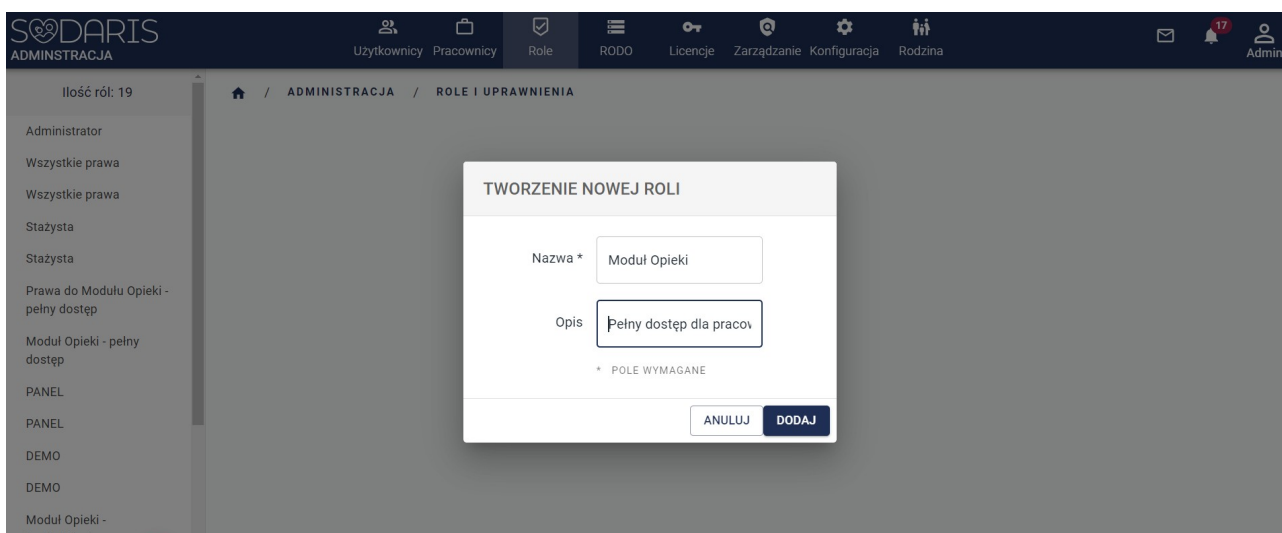 SODARIS
ADMINSTRACJA
Użytkownicy
Pracownicy
Role
RODO
Licencje
Zarządzanie
Konfiguracja
Rodzina
17
Admin
Ilość ról: 19
Administrator
Wszystkie prawa
Wszystkie prawa
Stażysta
Stażysta
Prawa do Modułu Opieki -
pełny dostęp
Moduł Opieki - pełny
dostęp
PANEL
PANEL
DEMO
DEMO
Moduł Opieki -
/ ADMINISTRACJA / ROLE I UPRAWNIENIA
TWORZENIE NOWEJ ROLI
Nazwa * Moduł Opieki
Opis Pełny dostęp dla pracow
* POLE WYMAGANE
ANULUJ DODAJ